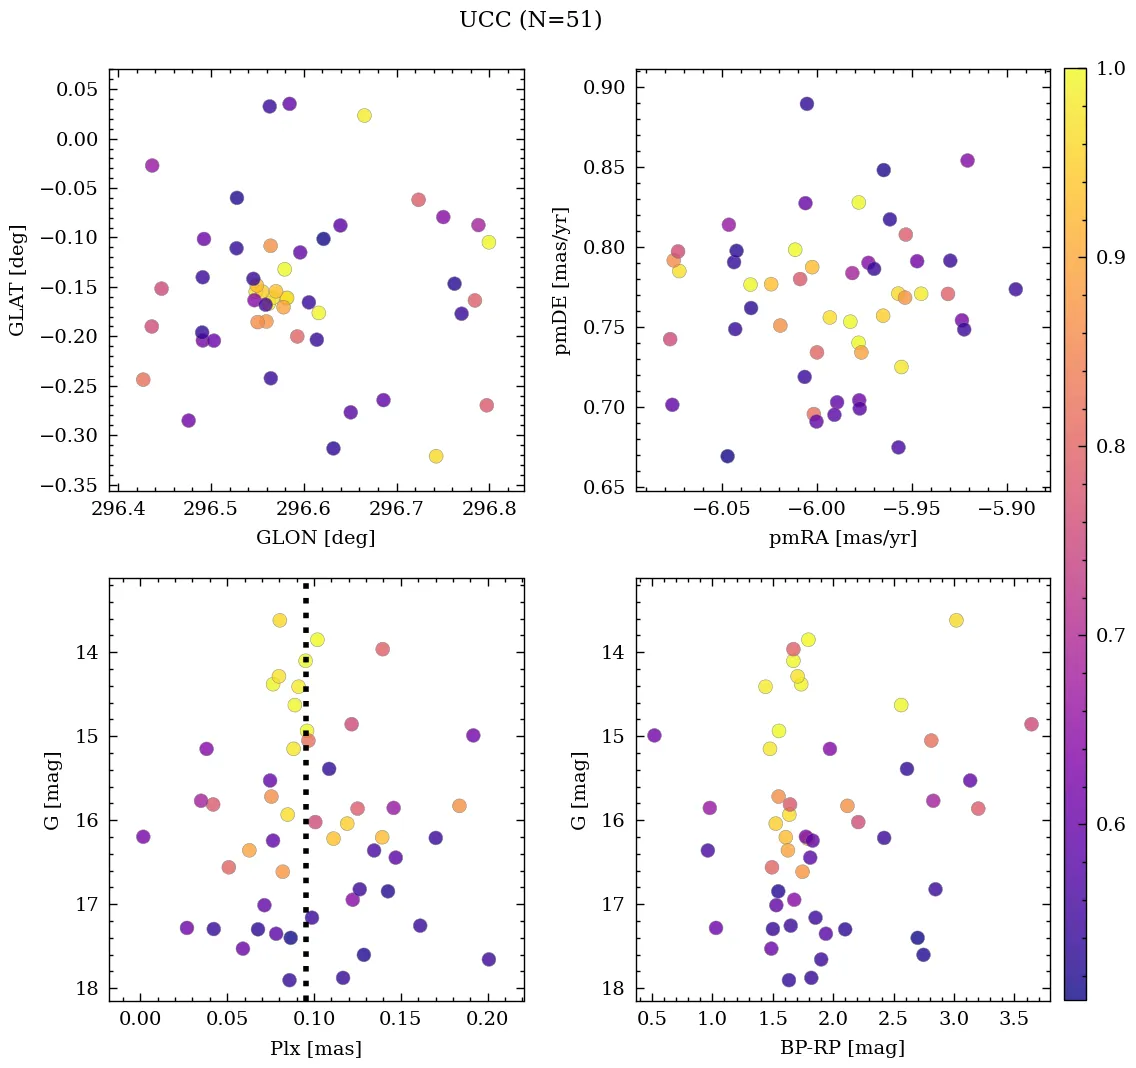 UCC (N=51)
0.05
0.00
−0.05
−0.10
−0.15
−0.20
−0.25
−0.30
−0.35
GLAT [deg]
296.4 296.5 296.6 296.7 296.8
GLON [deg]
0.90
0.85
0.80
0.75
0.70
0.65
pmDE [mas/yr]
−6.05 −6.00 −5.95 −5.90
pmRA [mas/yr]
14
15
16
17
18
G [mag]
0.00 0.05 0.10 0.15 0.20
Plx [mas]
14
15
16
17
18
G [mag]
0.5 1.0 1.5 2.0 2.5 3.0 3.5
BP-RP [mag]
1.0
0.9
0.8
0.7
0.6